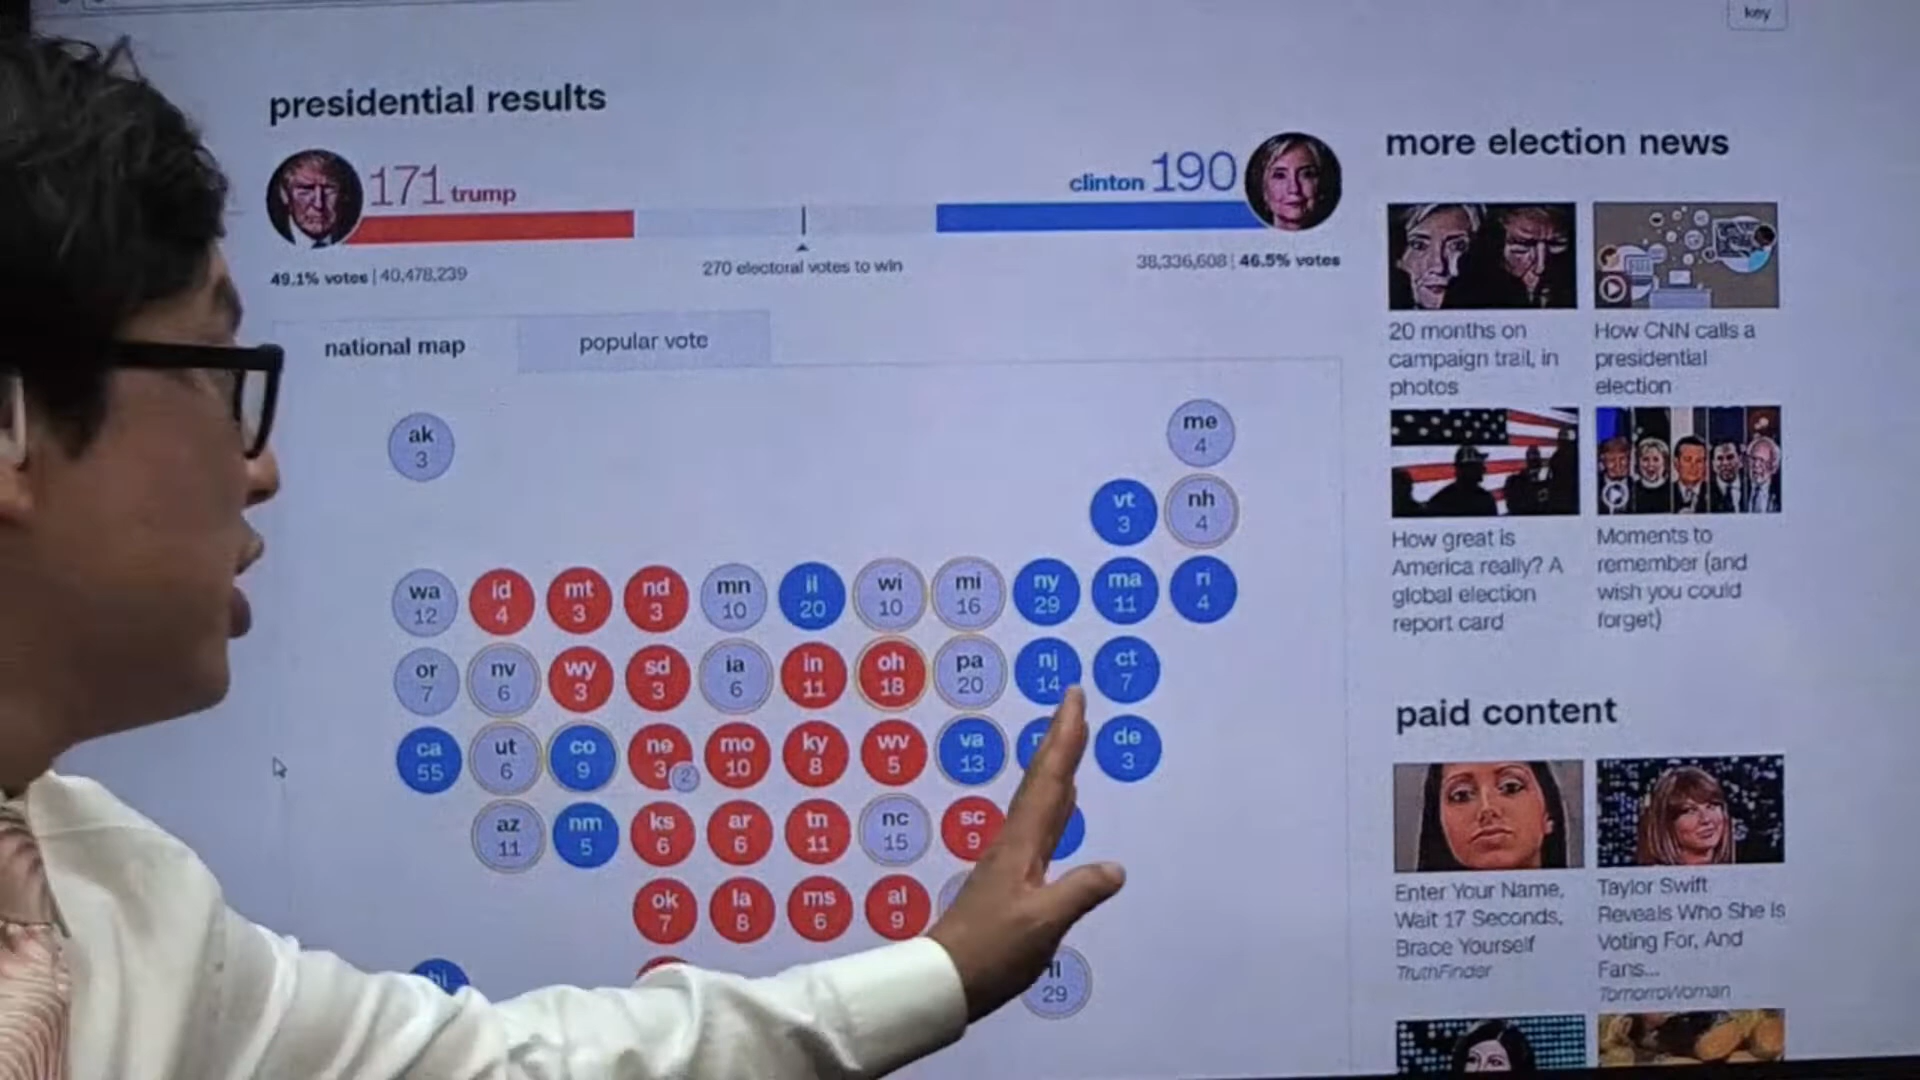 key
presidential results
171 trump
clinton 190
49.1% votes | 40,478,239
270 electoral votes to win
38,336,608 | 46.5% votes
national map
popular vote
ak
3
me
4
vt
3
nh
4
wa
12
id
4
mt
3
nd
3
mn
10
il
20
wi
10
mi
16
ny
29
ma
11
ri
4
or
7
nv
6
wy
3
sd
3
ia
6
in
11
oh
18
pa
20
nj
14
ct
7
ca
55
ut
6
co
9
ne
3
2
mo
10
ky
8
wv
5
va
13
de
3
az
11
nm
5
ks
6
ar
6
tn
11
nc
15
sc
9
ok
7
la
8
ms
6
al
9
hi
fl
29
more election news
20 months on
campaign trail, in
photos
How CNN calls a
presidential
election
How great is
America really? A
global election
report card
Moments to
remember (and
wish you could
forget)
paid content
Enter Your Name,
Wait 17 Seconds,
Brace Yourself
TruthFinder
Taylor Swift
Reveals Who She Is
Voting For, And
Fans...
TomorroWoman